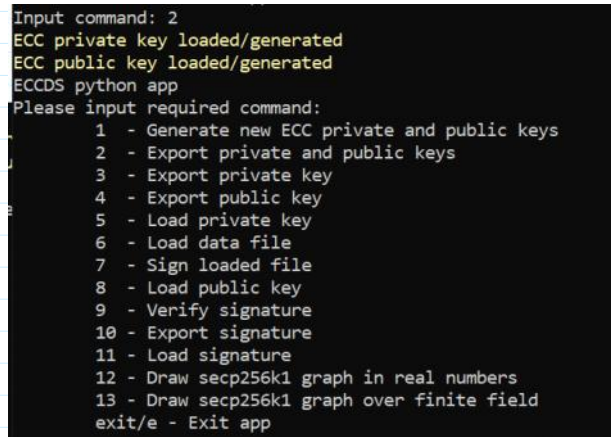 Input command: 2
ECC private key loaded/generated
ECC public key loaded/generated
ECCDS python app
Please input required command:
1 - Generate new ECC private and public keys
2 - Export private and public keys
3 - Export private key
4 - Export public key
5 - Load private key
6 - Load data file
7 - Sign loaded file
8 - Load public key
9 - Verify signature
10 - Export signature
11 - Load signature
12 - Draw secp256k1 graph in real numbers
13 - Draw secp256k1 graph over finite field
exit/e - Exit app